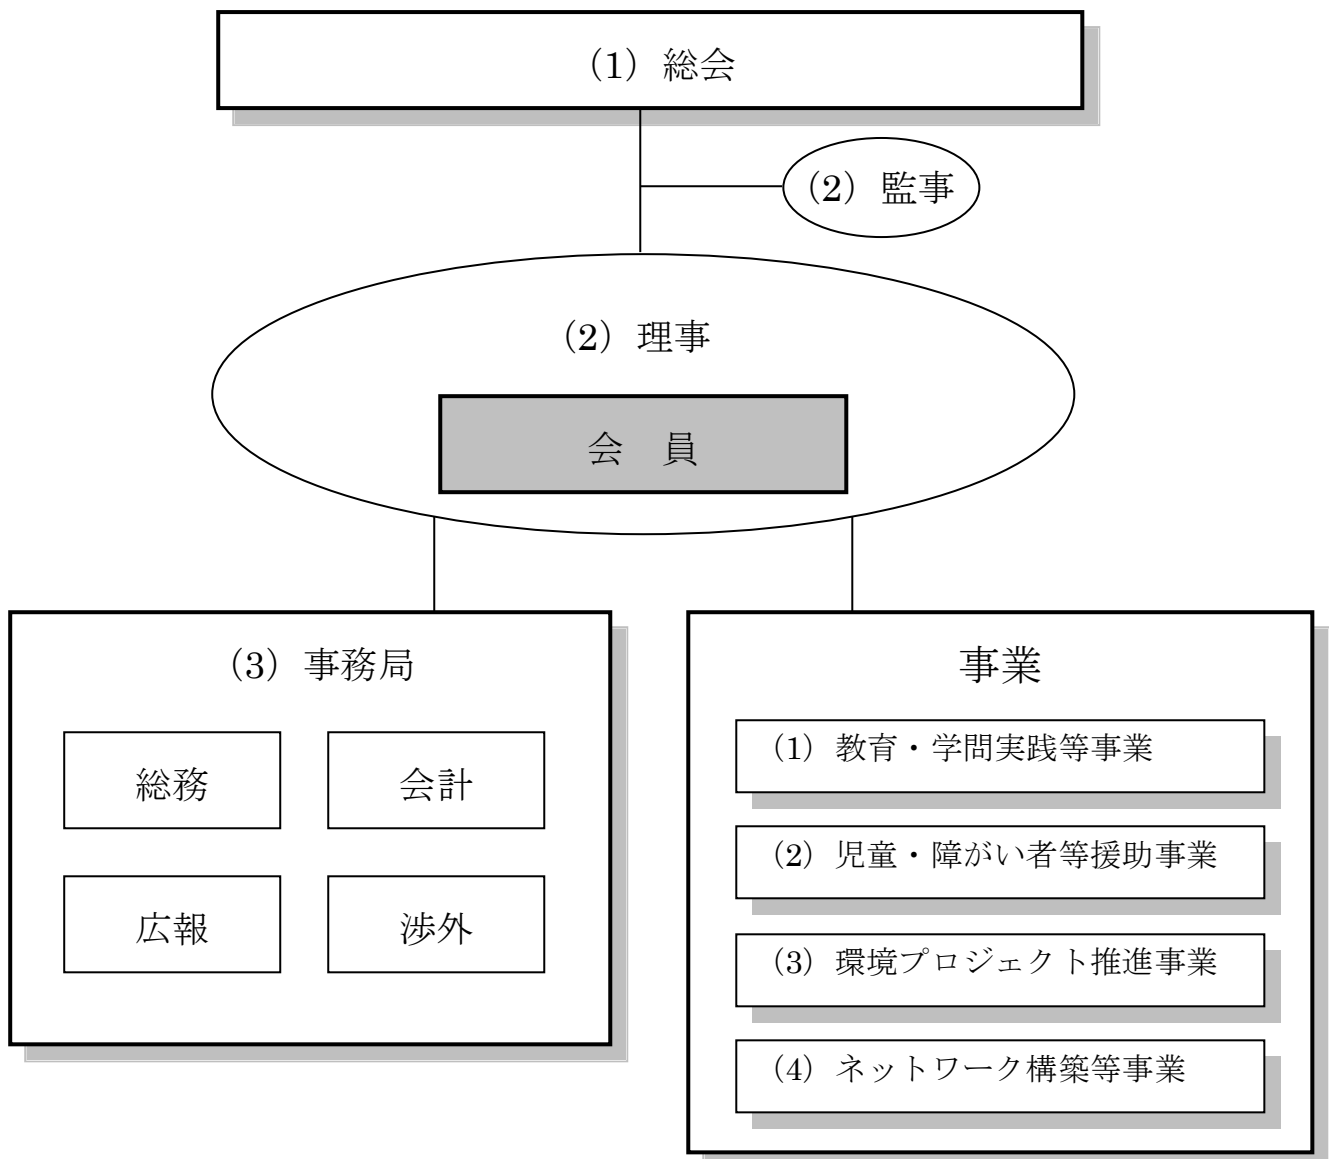 (1) 総会
(2) 監事
(2) 理事
会　員
(3) 事務局
総務
会計
広報
渉外
事業
(1) 教育・学問実践等事業
(2) 児童・障がい者等援助事業
(3) 環境プロジェクト推進事業
(4) ネットワーク構築等事業